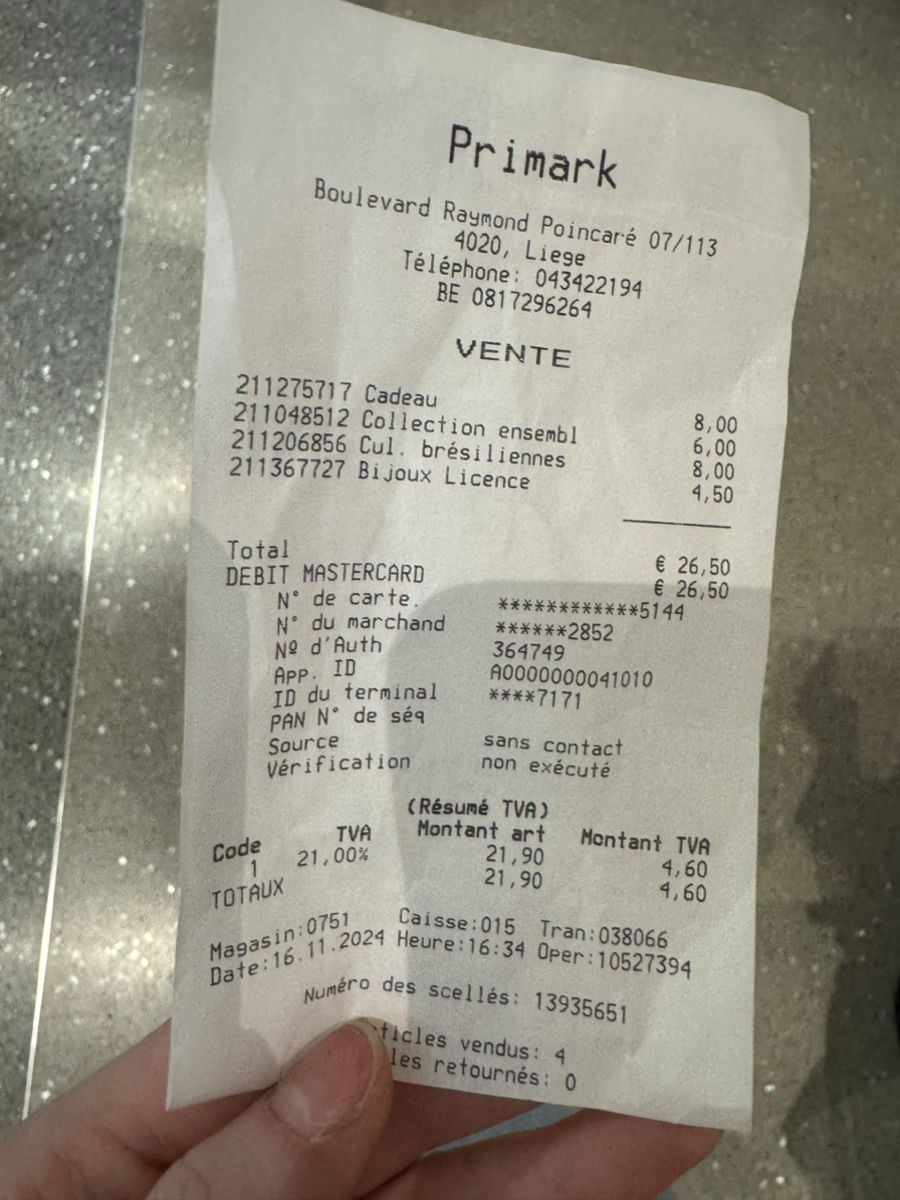 Primark
Boulevard Raymond Poincaré 07/113
4020, Liege
Téléphone: 043422194
BE 0817296264
VENTE
211275717 Cadeau 8,00
211048512 Collection ensembl 6,00
211206856 Cul. brésiliennes 8,00
211367727 Bijoux Licence 4,50
Total € 26,50
DEBIT MASTERCARD € 26,50
N° de carte. ************5144
N° du marchand ******2852
Nº d'Auth 364749
App. ID A0000000041010
ID du terminal ****7171
PAN N° de séq
Source sans contact
Vérification non exécuté
(Résumé TVA)
Code TVA Montant art Montant TVA
1 21,00% 21,90 4,60
TOTAUX 21,90 4,60
Magasin:0751 Caisse:015 Tran:038066
Date:16.11.2024 Heure:16:34 Oper:10527394
Numéro des scellés: 13935651
vendus: 4
retournés: 0